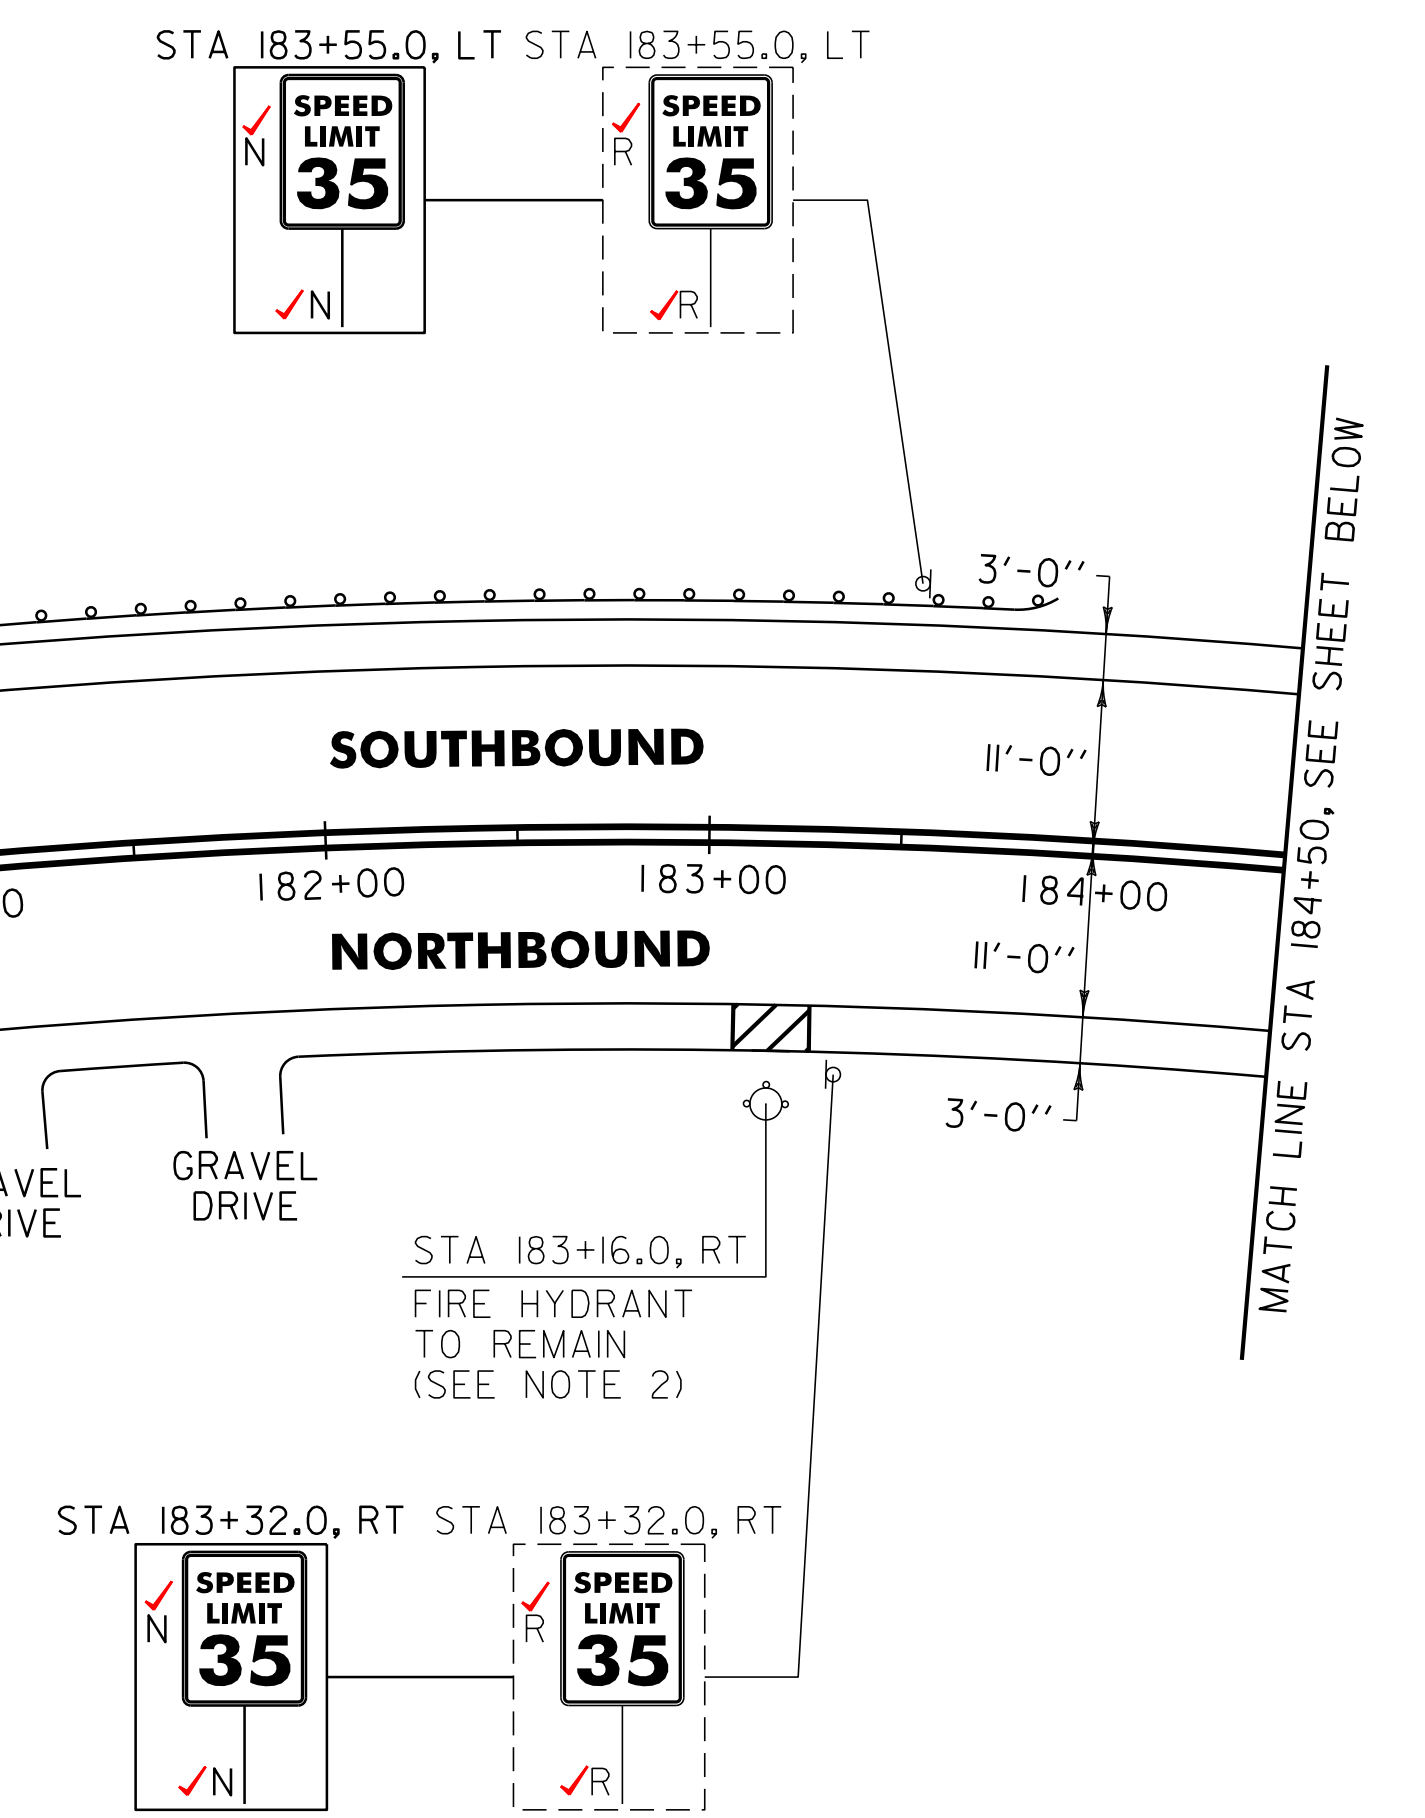 STA 183+55.0, LT STA 183+55.0, LT
SPEED
LIMIT
35
N
N
SPEED
LIMIT
35
R
R
3'-0''
SOUTHBOUND
11'-0''
182+00
183+00
184+00
0
NORTHBOUND
11'-0''
3'-0''
MATCH LINE STA 184+50, SEE SHEET BELOW
AVEL
RIVE
GRAVEL
DRIVE
STA 183+16.0, RT
FIRE HYDRANT
TO REMAIN
(SEE NOTE 2)
STA 183+32.0, RT STA 183+32.0, RT
SPEED
LIMIT
35
N
N
SPEED
LIMIT
35
R
R